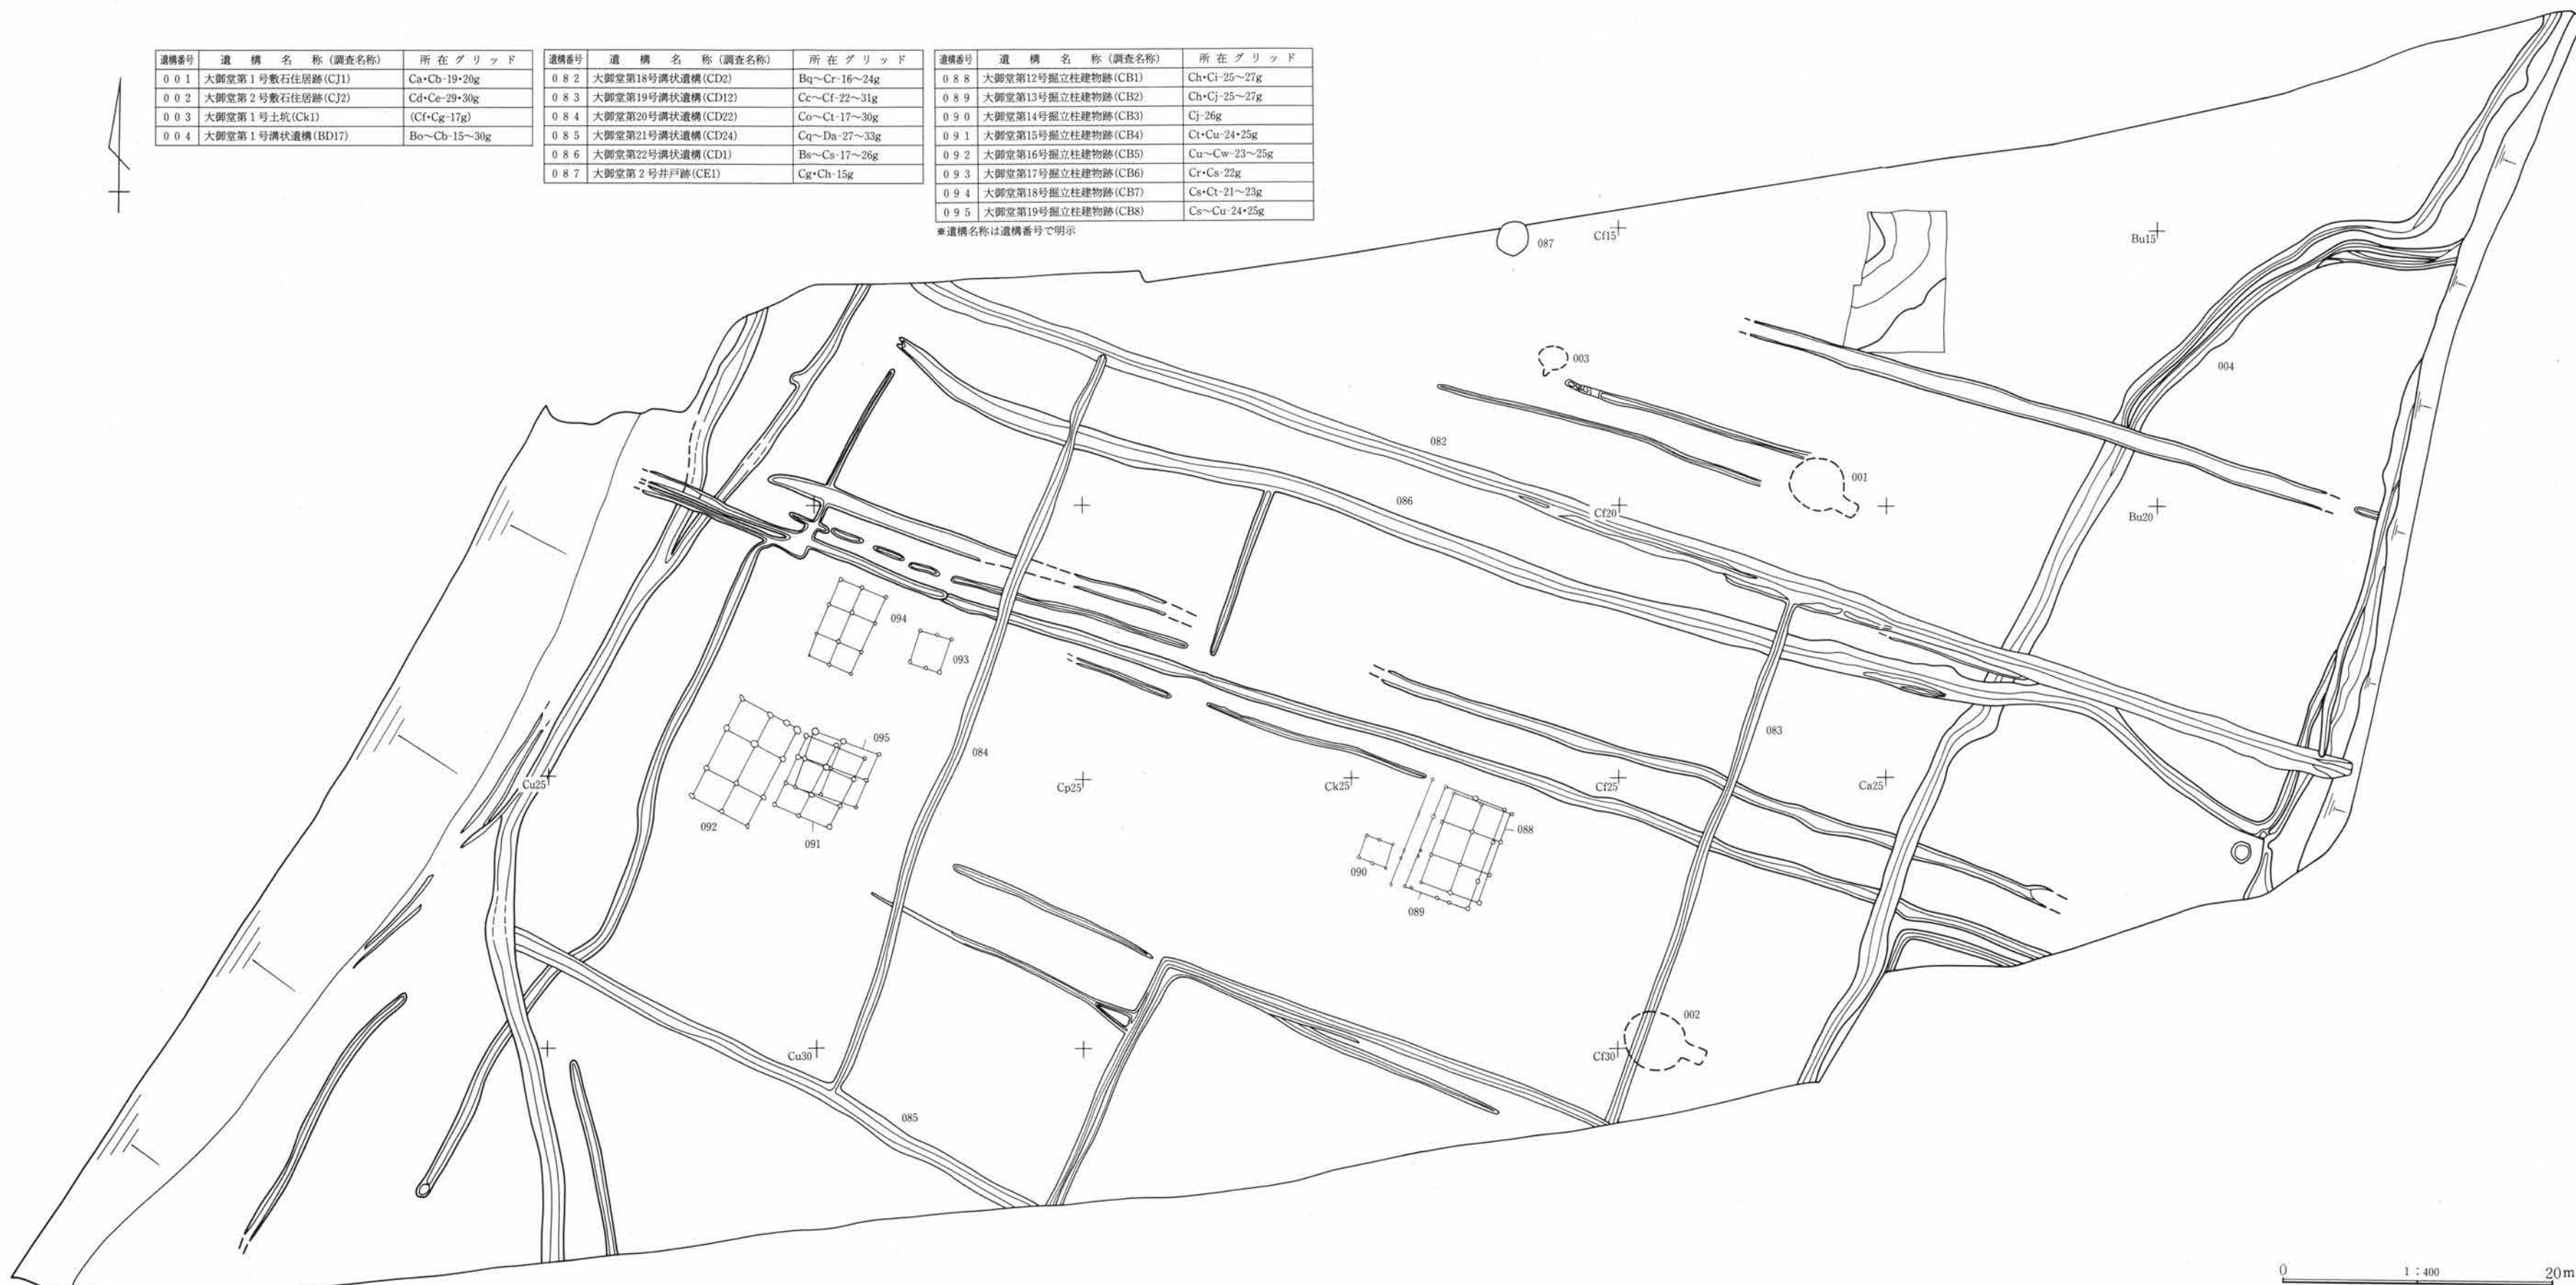 遺構番号 遺構名称(調査名称) 所在グリッド
001 大御堂第1号敷石住居跡(CJ1) Ca・Cb-19・20g
002 大御堂第2号敷石住居跡(CJ2) Cd・Ce-29・30g
003 大御堂第1号土坑(Ck1) (Cf・Cg-17g)
004 大御堂第1号溝状遺構(BD17) Bo～Cb-15～30g
遺構番号 遺構名称(調査名称) 所在グリッド
082 大御堂第18号溝状遺構(CD2) Bq～Cr-16～24g
083 大御堂第19号溝状遺構(CD12) Cc～Cf-22～31g
084 大御堂第20号溝状遺構(CD22) Co～Ct-17～30g
085 大御堂第21号溝状遺構(CD24) Cq～Da-27～33g
086 大御堂第22号溝状遺構(CD1) Bs～Cs-17～26g
087 大御堂第2号井戸跡(CE1) Cg・Ch-15g
遺構番号 遺構名称(調査名称) 所在グリッド
088 大御堂第12号掘立柱建物跡(CB1) Ch・Ci-25～27g
089 大御堂第13号掘立柱建物跡(CB2) Ch・Cj-25～27g
090 大御堂第14号掘立柱建物跡(CB3) Cj-26g
091 大御堂第15号掘立柱建物跡(CB4) Ct・Cu-24・25g
092 大御堂第16号掘立柱建物跡(CB5) Cu～Cw-23～25g
093 大御堂第17号掘立柱建物跡(CB6) Cr・Cs-22g
094 大御堂第18号掘立柱建物跡(CB7) Cs・Ct-21～23g
095 大御堂第19号掘立柱建物跡(CB8) Cs～Cu-24・25g
※遺構名称は遺構番号で明示
087
Cf15
Bu15
003
004
082
001
086
Cf20
Bu20
094
093
095
084
083
Cu25
Cp25
Ck25
Cf25
Ca25
092
091
088
090
089
002
Cu30
Cf30
085
0 1：400 20m